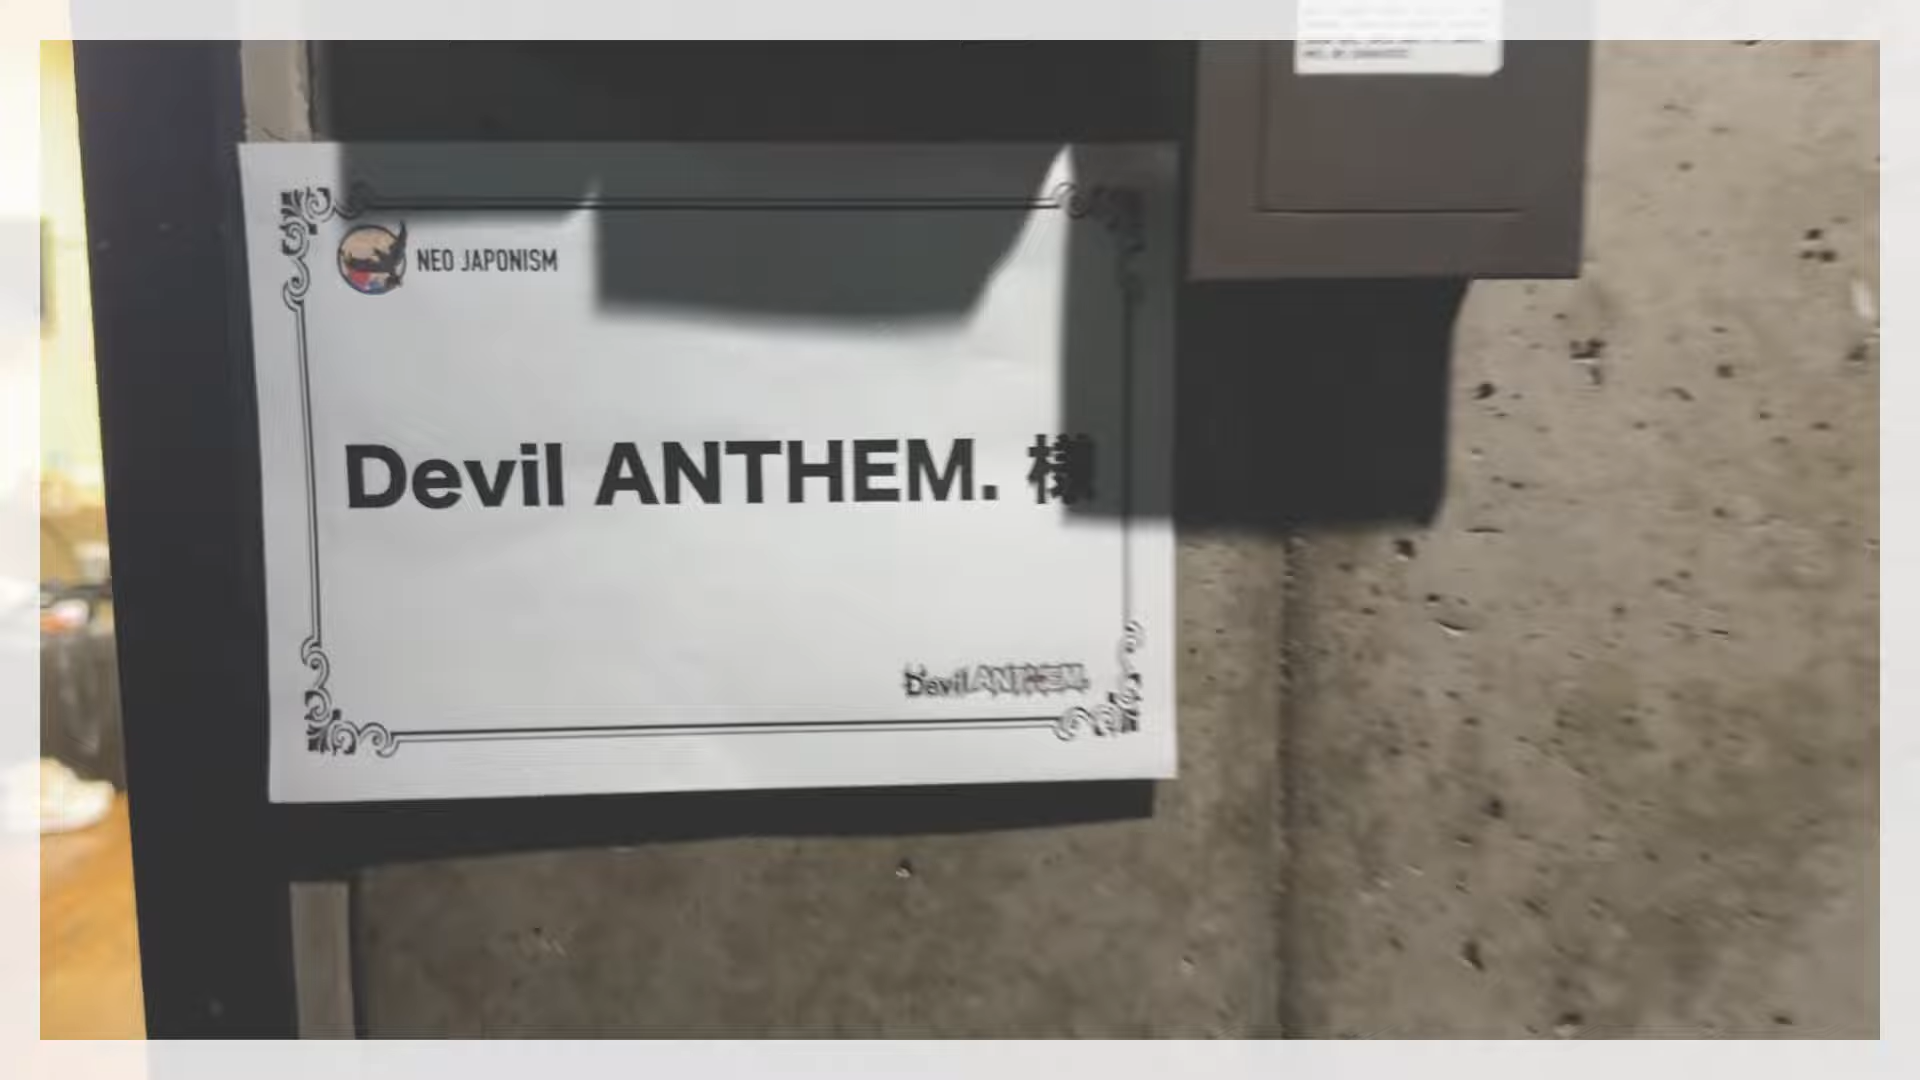 NEO JAPONISM
Devil ANTHEM. 様
Devil ANTHEM.